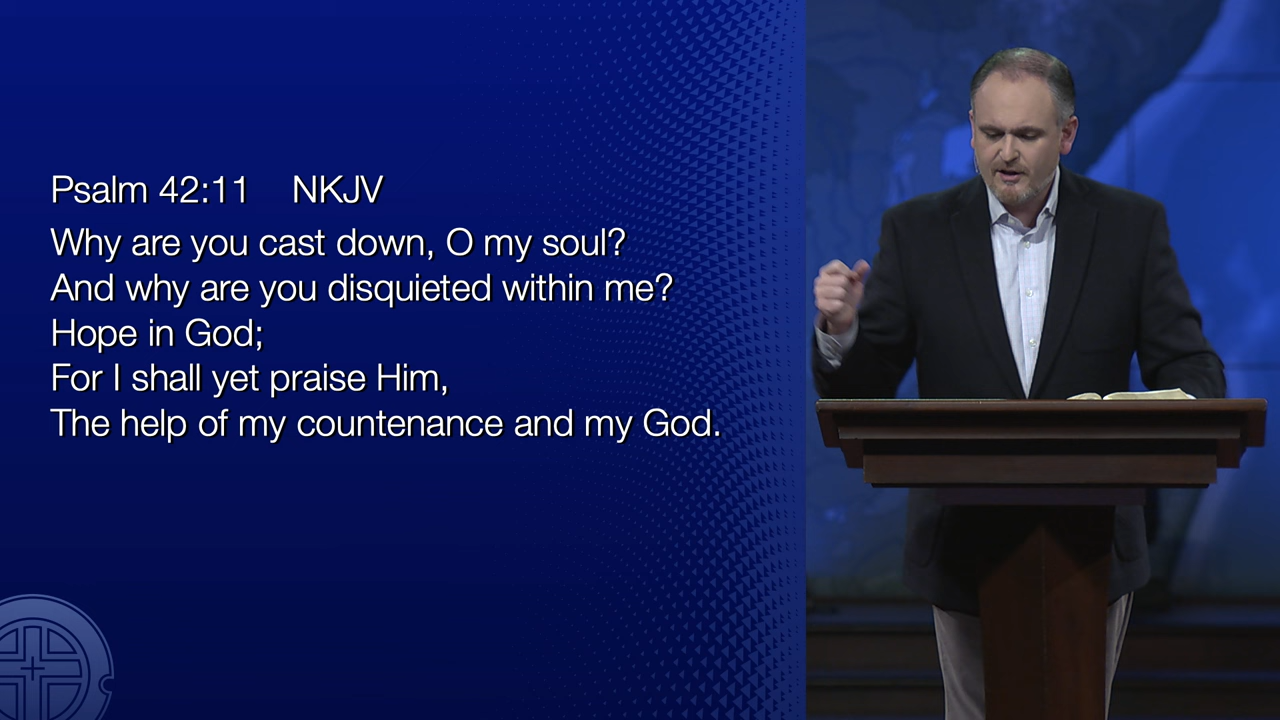 Psalm 42:11 NKJV
Why are you cast down, O my soul?
And why are you disquieted within me?
Hope in God;
For I shall yet praise Him,
The help of my countenance and my God.